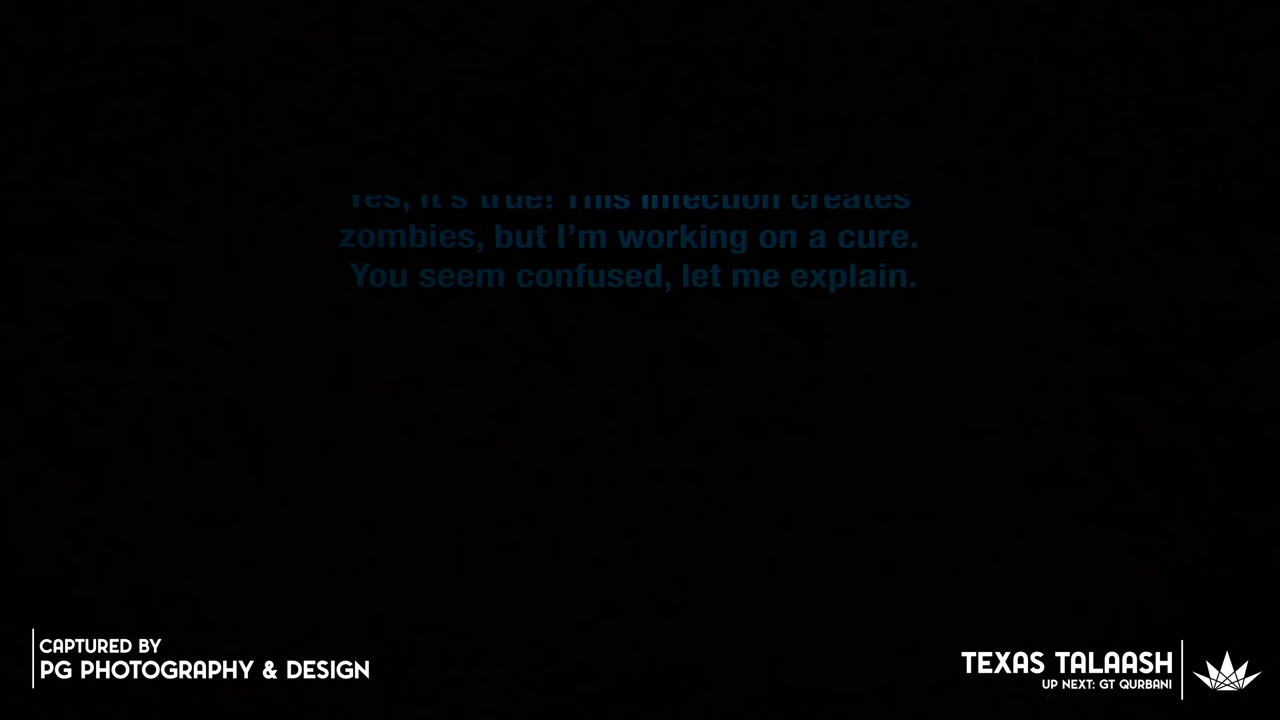 Yes, it's true! This infection creates
zombies, but I'm working on a cure.
You seem confused, let me explain.
CAPTURED BY
PG PHOTOGRAPHY & DESIGN
TEXAS TALAASH
UP NEXT: GT QURBANI